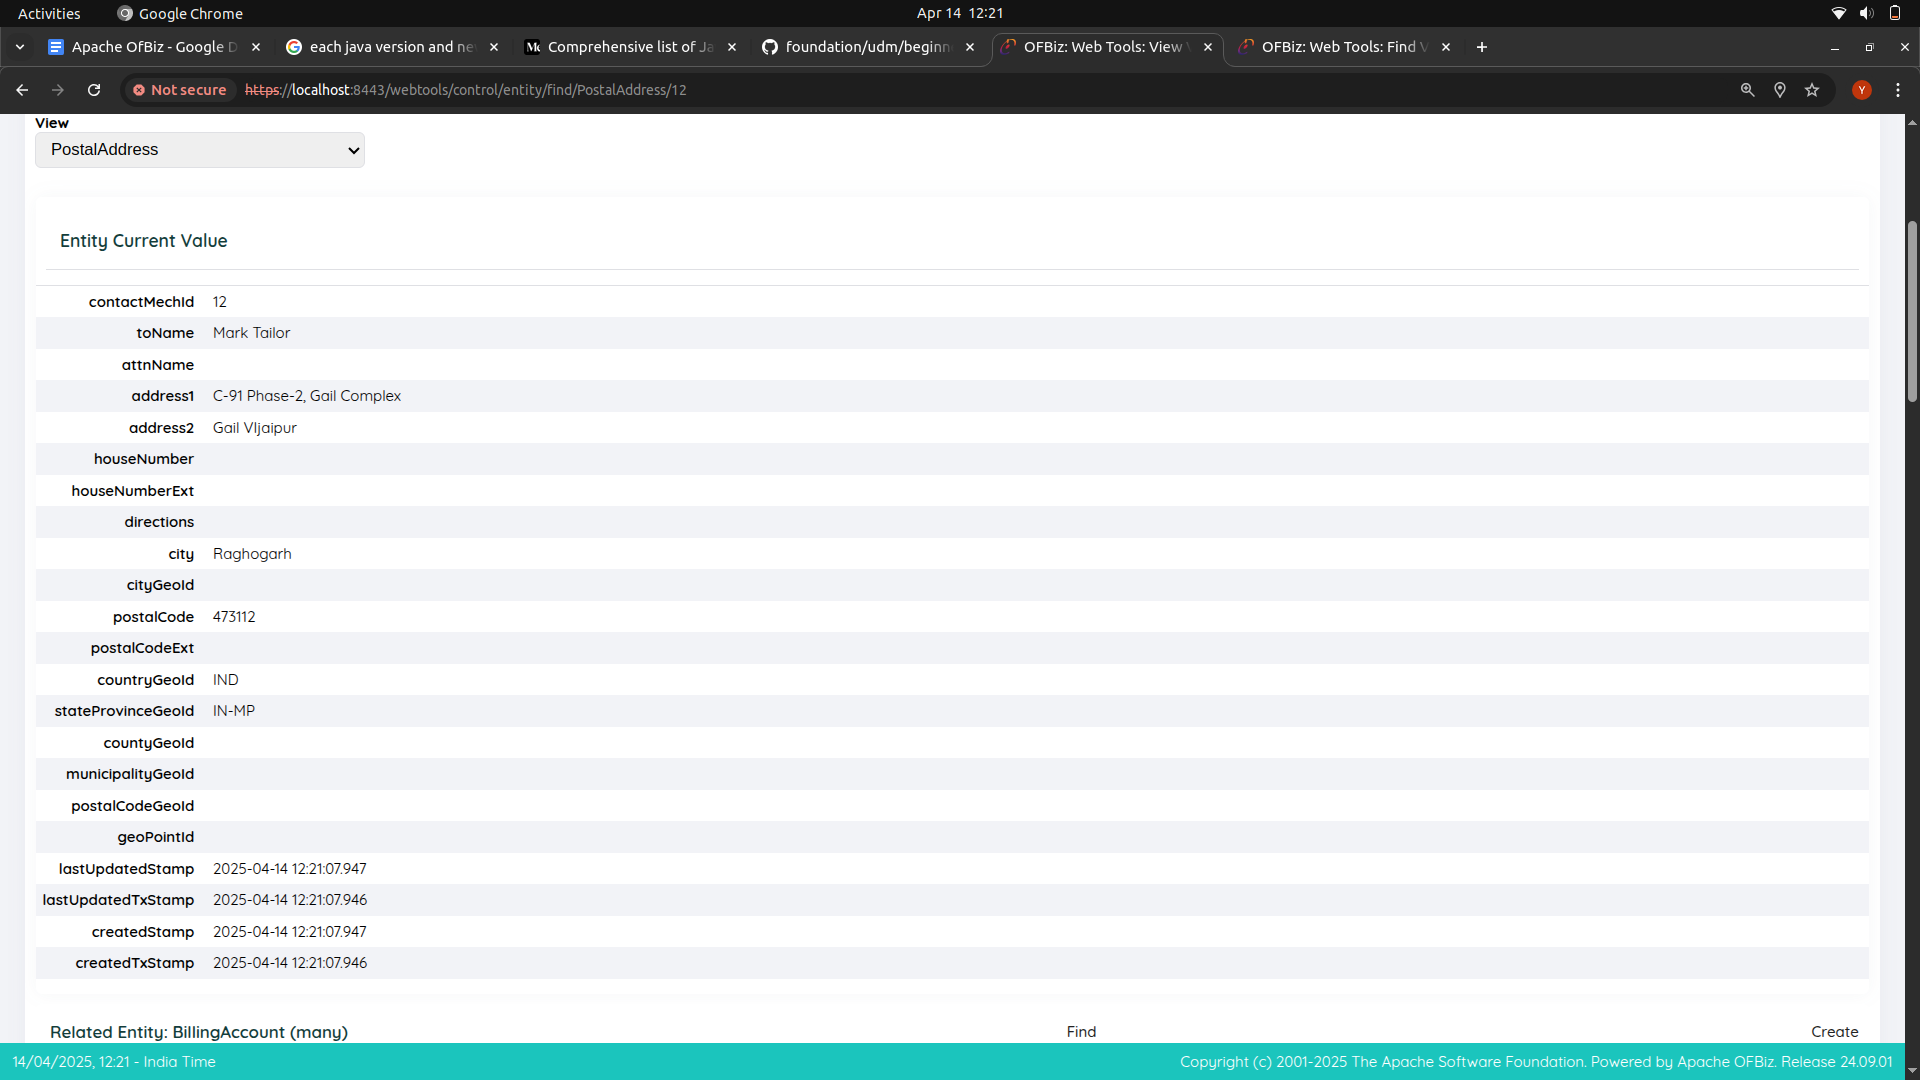 Activities Google Chrome Apr 14 12:21
Apache OfBiz - Google D each java version and ne Comprehensive list of Ja foundation/udm/beginn OFBiz: Web Tools: View OFBiz: Web Tools: Find V
Not secure https://localhost:8443/webtools/control/entity/find/PostalAddress/12 Y
View
PostalAddress
Entity Current Value
contactMechId 12
toName Mark Tailor
attnName
address1 C-91 Phase-2, Gail Complex
address2 Gail VIjaipur
houseNumber
houseNumberExt
directions
city Raghogarh
cityGeoId
postalCode 473112
postalCodeExt
countryGeoId IND
stateProvinceGeoId IN-MP
countyGeoId
municipalityGeoId
postalCodeGeoId
geoPointId
lastUpdatedStamp 2025-04-14 12:21:07.947
lastUpdatedTxStamp 2025-04-14 12:21:07.946
createdStamp 2025-04-14 12:21:07.947
createdTxStamp 2025-04-14 12:21:07.946
Related Entity: BillingAccount (many) Find Create
14/04/2025, 12:21 - India Time Copyright (c) 2001-2025 The Apache Software Foundation. Powered by Apache OFBiz. Release 24.09.01